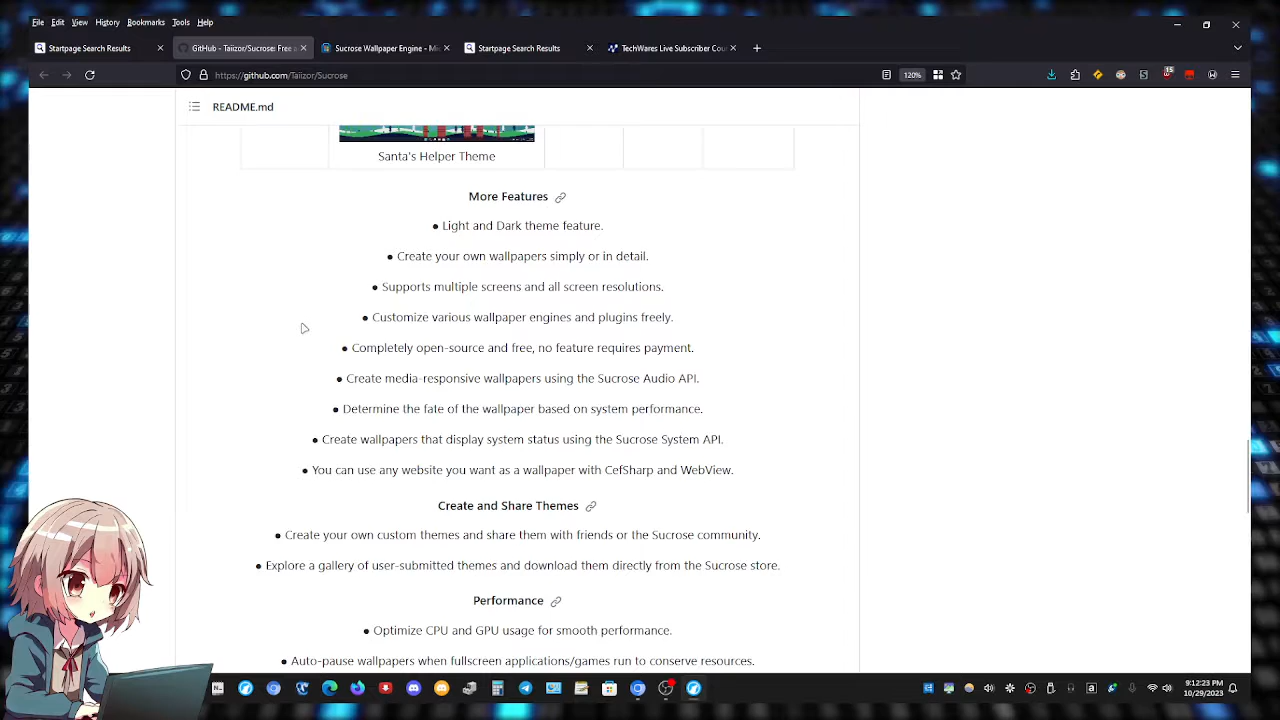 File Edit View History Bookmarks Tools Help
Startpage Search Results
GitHub - Taiizor/Sucrose: Free a
Sucrose Wallpaper Engine - Mi
Startpage Search Results
TechWares Live Subscriber Cou
https://github.com/Taiizor/Sucrose
120%
15
README.md
Santa's Helper Theme
More Features
• Light and Dark theme feature.
• Create your own wallpapers simply or in detail.
• Supports multiple screens and all screen resolutions.
• Customize various wallpaper engines and plugins freely.
• Completely open-source and free, no feature requires payment.
• Create media-responsive wallpapers using the Sucrose Audio API.
• Determine the fate of the wallpaper based on system performance.
• Create wallpapers that display system status using the Sucrose System API.
• You can use any website you want as a wallpaper with CefSharp and WebView.
Create and Share Themes
• Create your own custom themes and share them with friends or the Sucrose community.
• Explore a gallery of user-submitted themes and download them directly from the Sucrose store.
Performance
• Optimize CPU and GPU usage for smooth performance.
• Auto-pause wallpapers when fullscreen applications/games run to conserve resources.
9:12:23 PM
10/29/2023